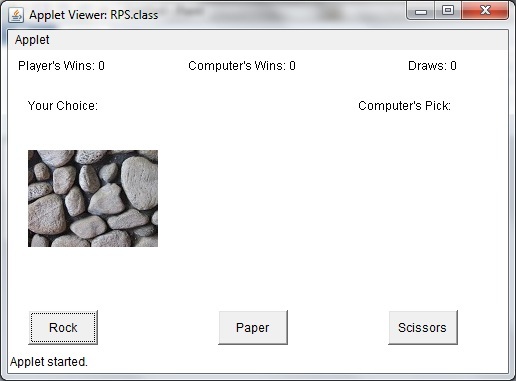 Applet Viewer: RPS.class
Applet
Player's Wins: 0 Computer's Wins: 0 Draws: 0
Your Choice: Computer's Pick:
Rock Paper Scissors
Applet started.